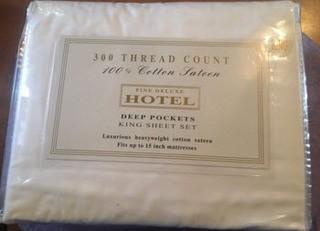 300 THREAD COUNT
100% Cotton Sateen
FINE DELUXE
HOTEL
DEEP POCKETS
KING SHEET SET
Luxurious heavyweight cotton sateen
Fits up to 15 inch mattresses